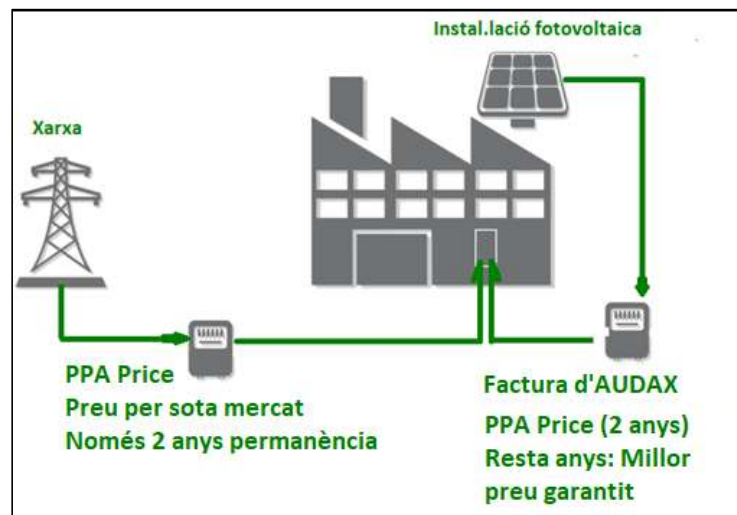 Instal.lació fotovoltaica
Xarxa
PPA Price
Preu per sota mercat
Només 2 anys permanència
Factura d'AUDAX
PPA Price (2 anys)
Resta anys: Millor
preu garantit